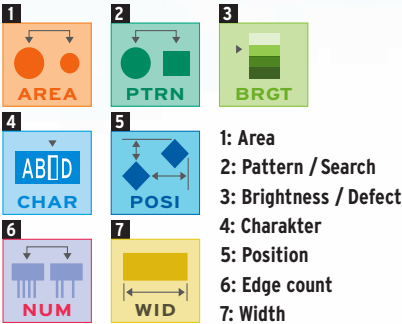 1
2
3
AREA
PTRN
BRGT
4
5
AB▯D
CHAR
POSI
6
7
NUM
WID
1: Area
2: Pattern / Search
3: Brightness / Defect
4: Charakter
5: Position
6: Edge count
7: Width